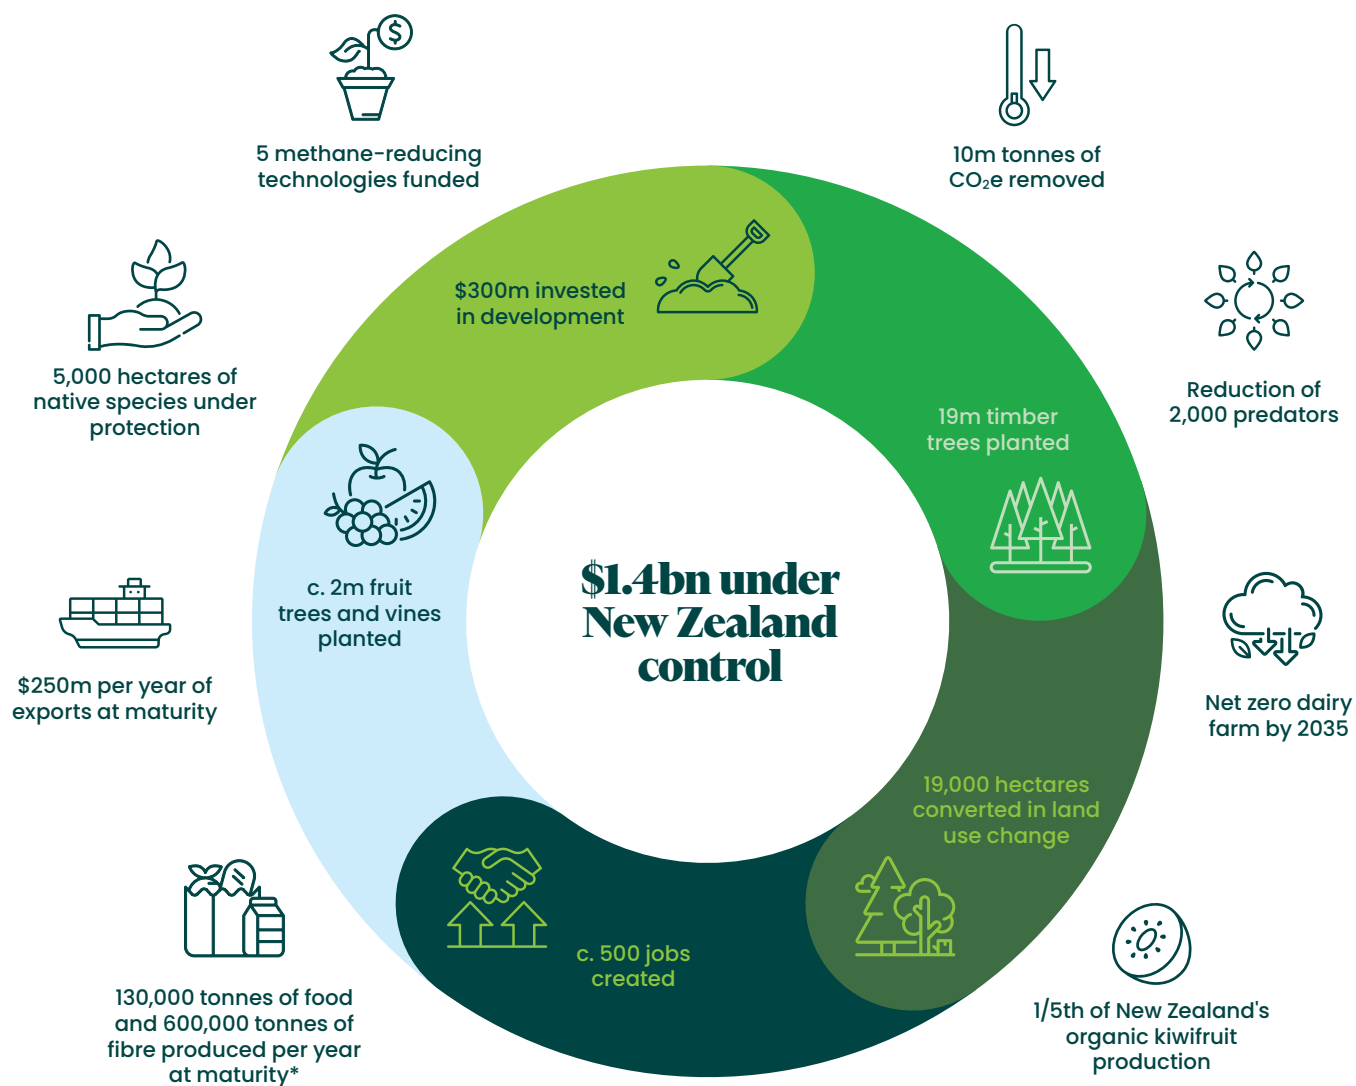 $
5 methane-reducing
technologies funded
10m tonnes of
CO₂e removed
5,000 hectares of
native species under
protection
$300m invested
in development
Reduction of
2,000 predators
19m timber
trees planted
c. 2m fruit
trees and vines
planted
$1.4bn under
New Zealand
control
$250m per year of
exports at maturity
Net zero dairy
farm by 2035
19,000 hectares
converted in land
use change
c. 500 jobs
created
130,000 tonnes of food
and 600,000 tonnes of
fibre produced per year
at maturity*
1/5th of New Zealand's
organic kiwifruit
production